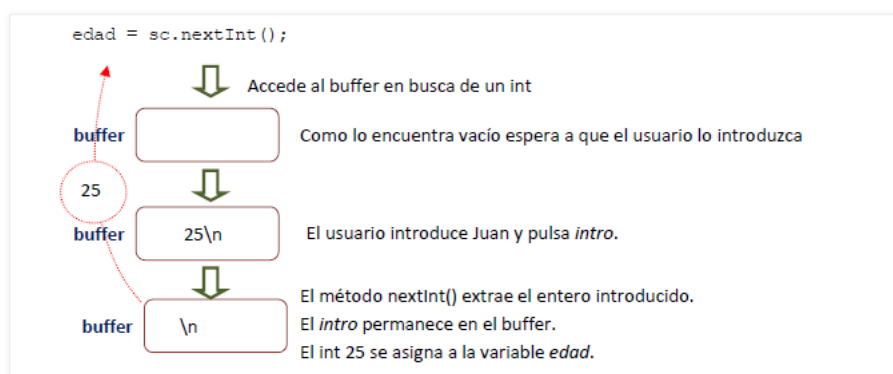 edad = sc.nextInt();
Accede al buffer en busca de un int
buffer
Como lo encuentra vacío espera a que el usuario lo introduzca
25
buffer
25\n
El usuario introduce Juan y pulsa intro.
El método nextInt() extrae el entero introducido.
buffer
\n
El intro permanece en el buffer.
El int 25 se asigna a la variable edad.